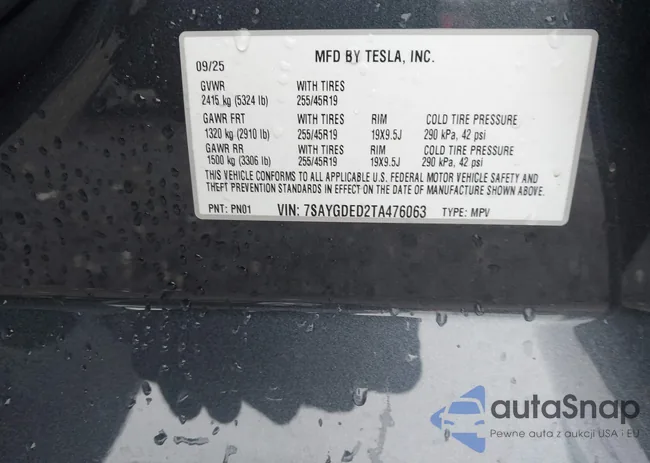 09/25 MFD BY TESLA, INC.
GVWR WITH TIRES
2415 kg (5324 lb) 255/45R19
GAWR FRT WITH TIRES RIM COLD TIRE PRESSURE
1320 kg (2910 lb) 255/45R19 19X9.5J 290 kPa, 42 psi
GAWR RR WITH TIRES RIM COLD TIRE PRESSURE
1500 kg (3306 lb) 255/45R19 19X9.5J 290 kPa, 42 psi
THIS VEHICLE CONFORMS TO ALL APPLICABLE U.S. FEDERAL MOTOR VEHICLE SAFETY AND
THEFT PREVENTION STANDARDS IN EFFECT ON THE DATE OF MANUFACTURE SHOWN ABOVE.
PNT: PN01 VIN: 7SAYGDED2TA476063 TYPE: MPV
autaSnap
Pewne auta z aukcji USA i EU